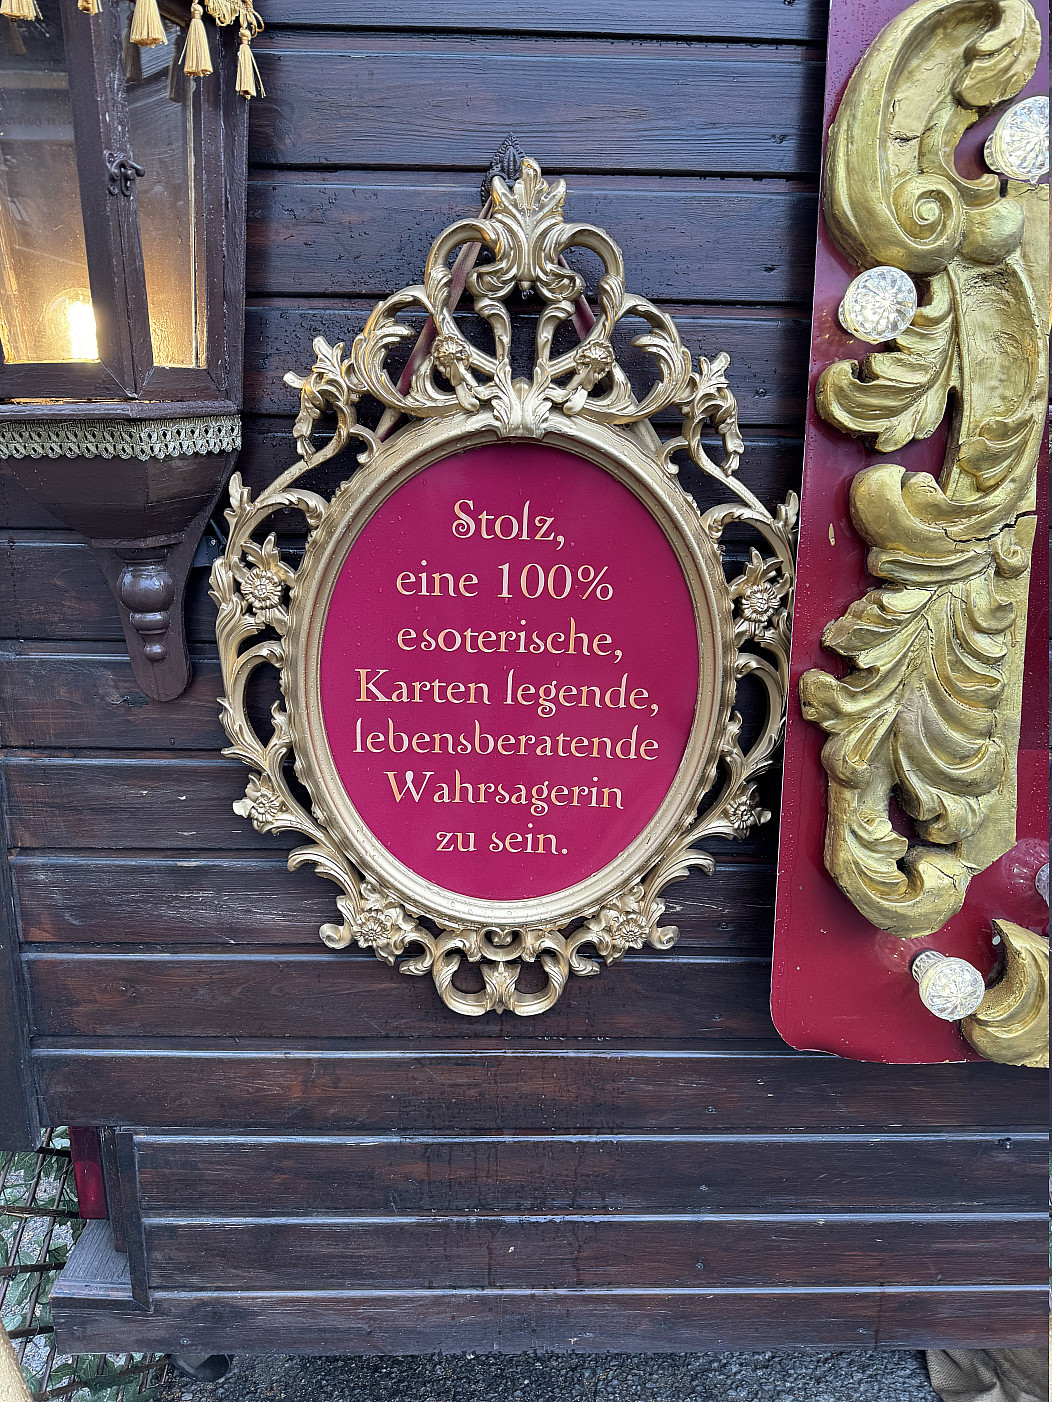 Stolz,
eine 100%
esoterische,
Karten legende,
lebensberatende
Wahrsagerin
zu sein.